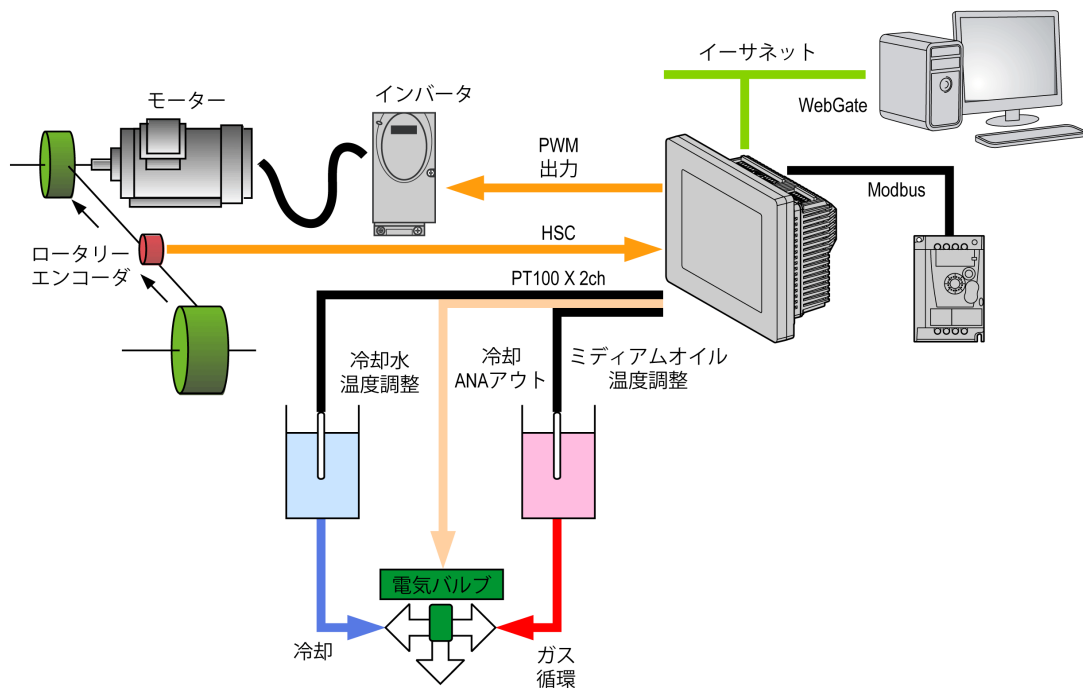 イーサネット
WebGate
モーター
インバータ
PWM
出力
Modbus
ロータリー
エンコーダ
HSC
PT100 X 2ch
冷却水
温度調整
冷却
ANAアウト
ミディアムオイル
温度調整
電気バルブ
冷却
ガス
循環